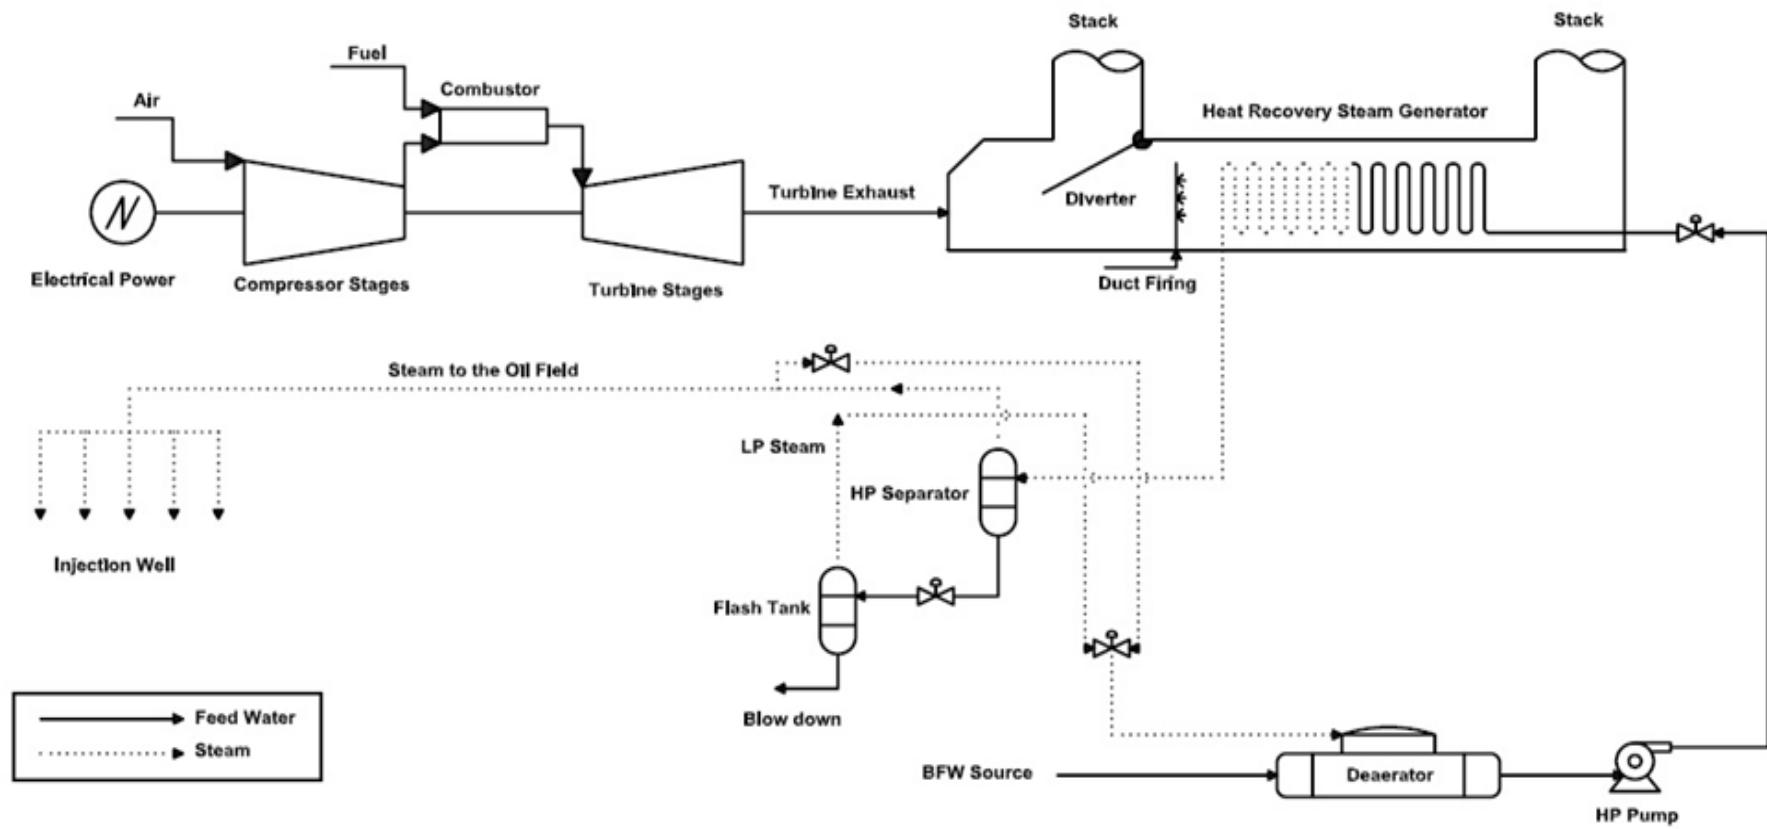 Stack
Stack
Fuel
Combustor
Air
Heat Recovery Steam Generator
Turbine Exhaust
Diverter
Electrical Power
Compressor Stages
Turbine Stages
Duct Firing
Steam to the Oil Field
LP Steam
HP Separator
Injection Well
Flash Tank
Blow down
Feed Water
Steam
BFW Source
Deaerator
HP Pump